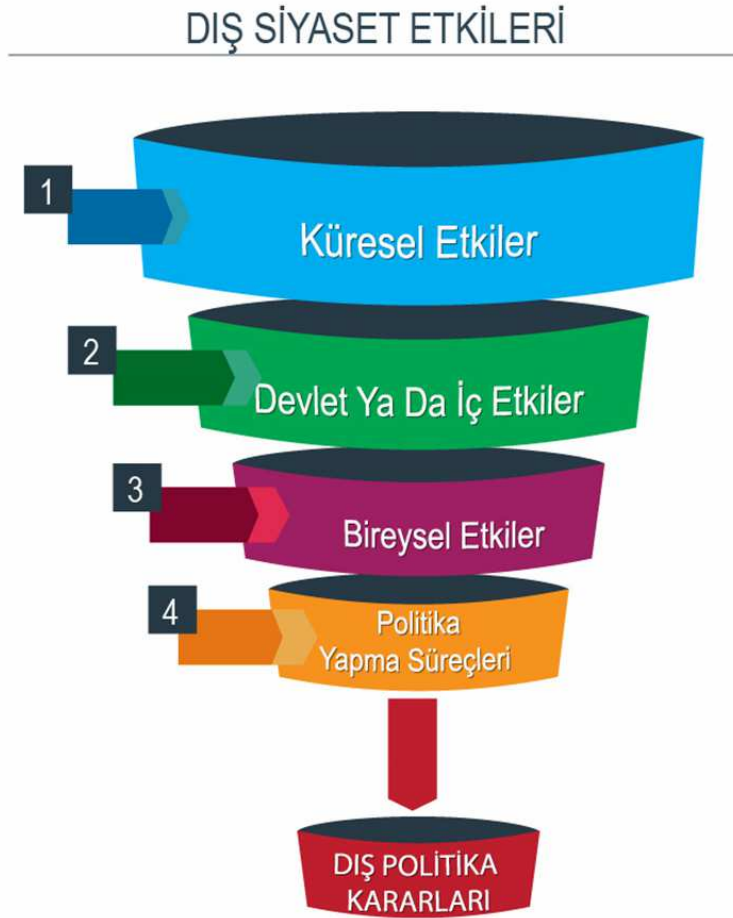 DIŞ SİYASET ETKİLERİ
1
Küresel Etkiler
2
Devlet Ya Da İç Etkiler
3
Bireysel Etkiler
4
Politika
Yapma Süreçleri
DIŞ POLİTİKA
KARARLARI